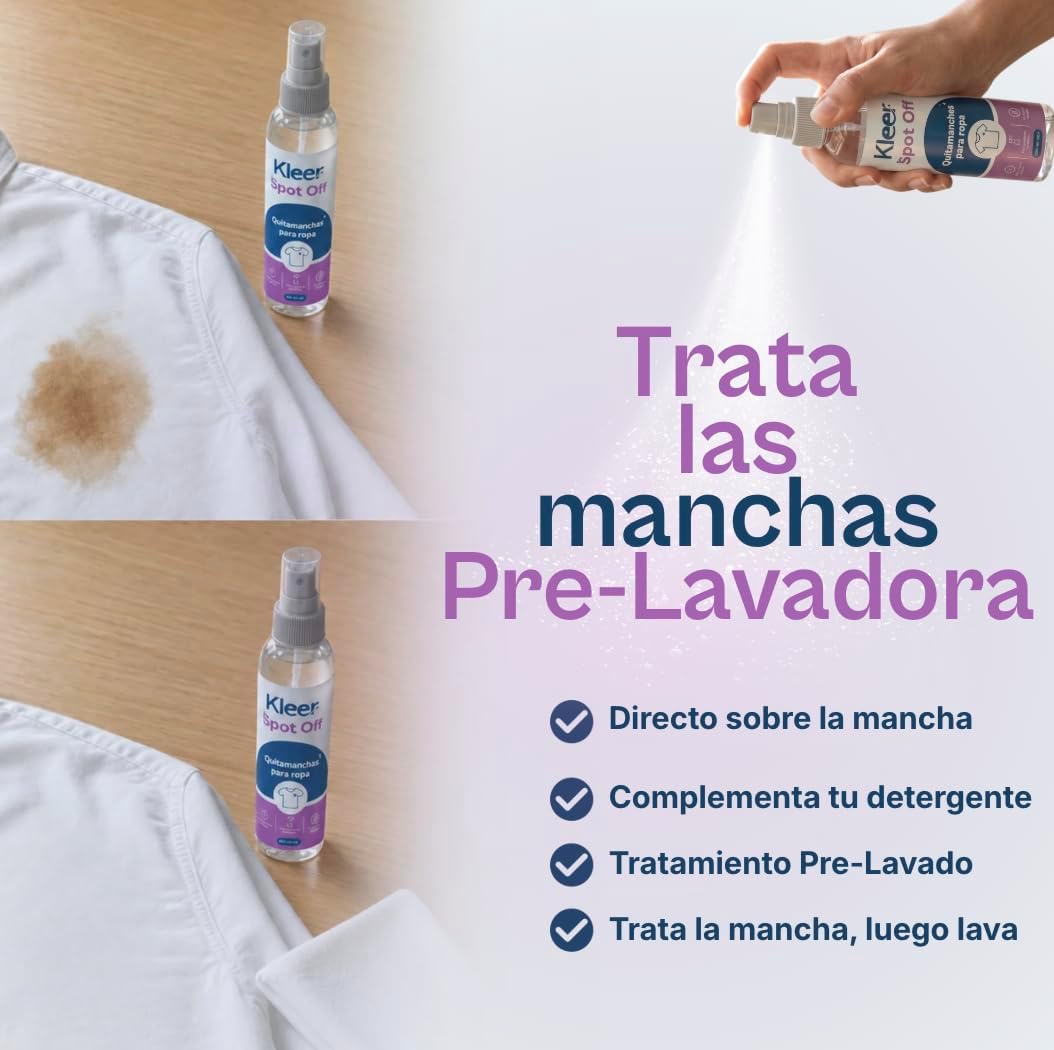 Kleer
Spot Off
Quitamanchas
para ropa
Kleer
Spot Off
Quitamanches
para ropa
Trata
las
manchas
Pre-Lavadora
Kleer
Spot Off
Quitamanchas
para ropa
Directo sobre la mancha
Complementa tu detergente
Tratamiento Pre-Lavado
Trata la mancha, luego lava